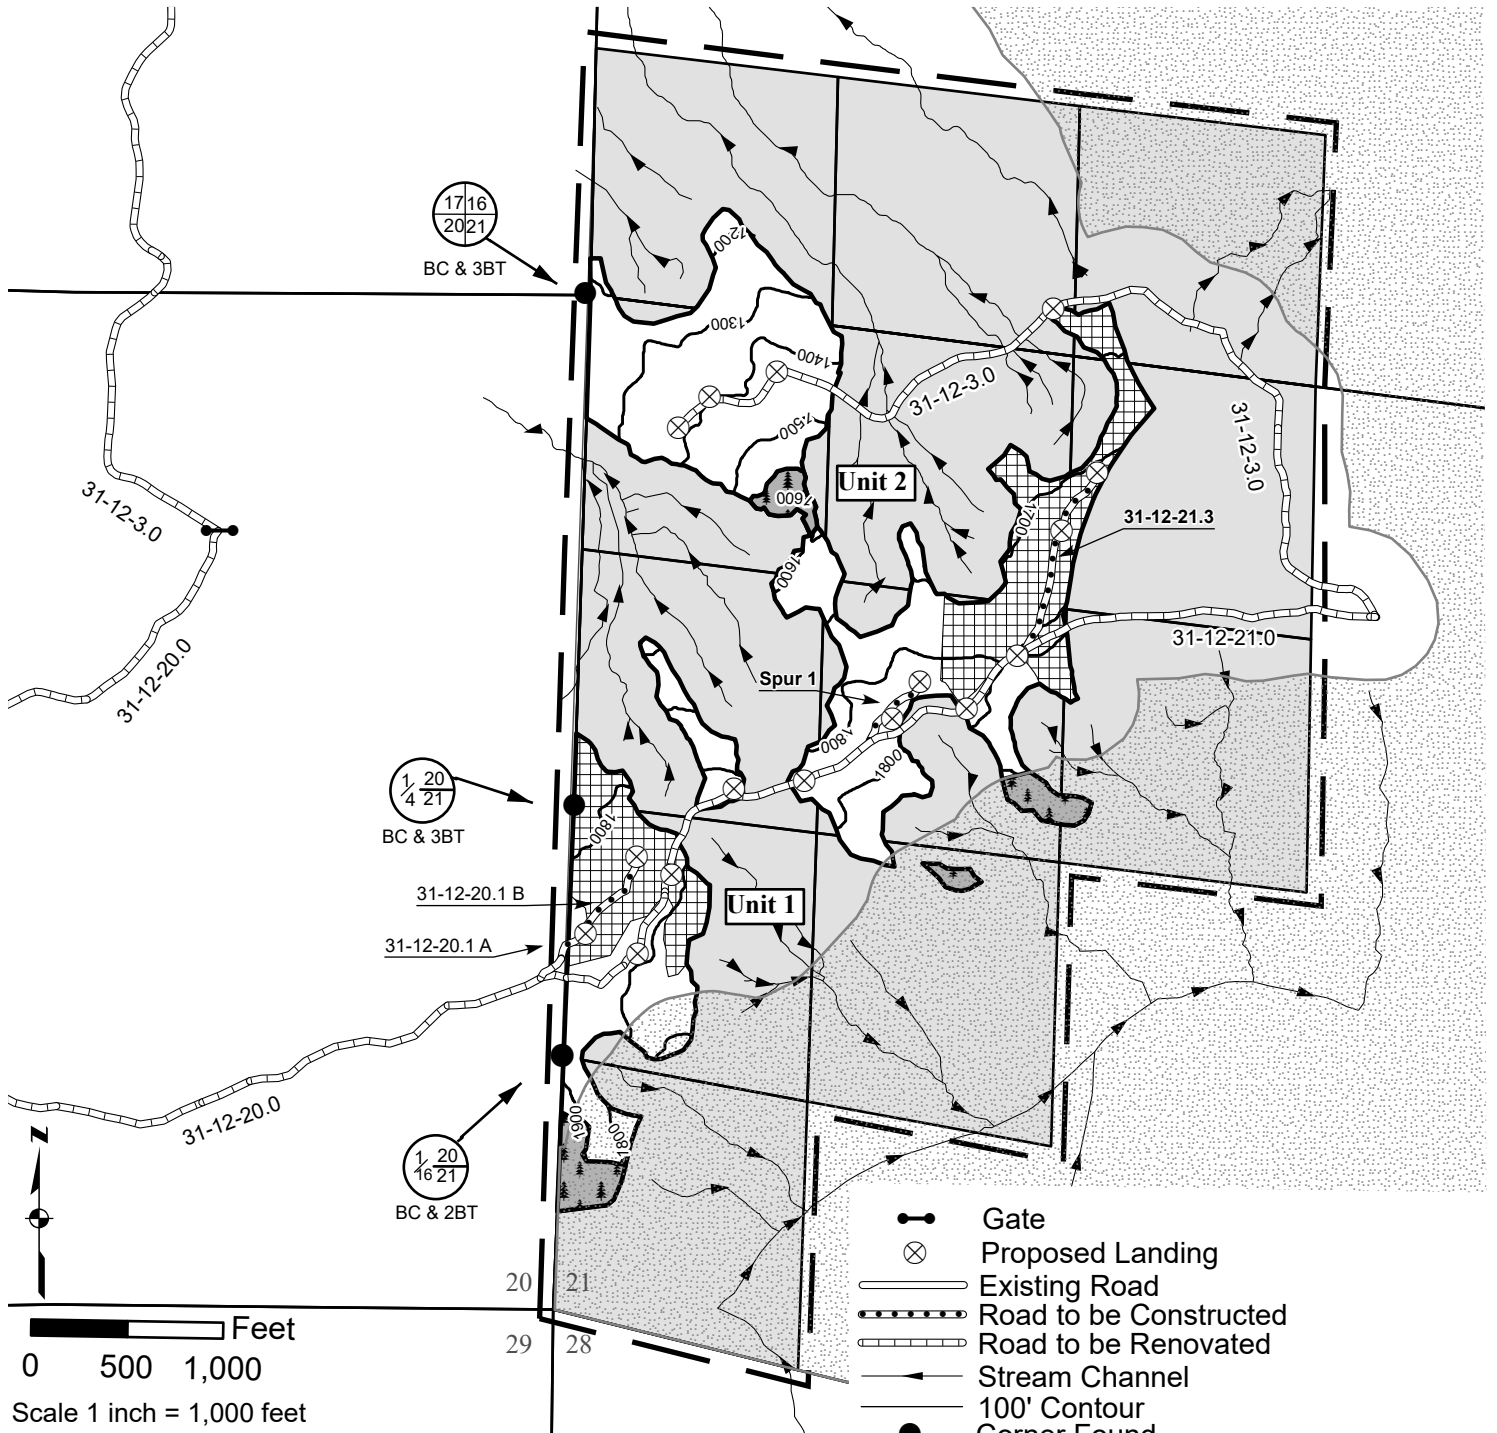 17 16
20 21
BC & 3BT
1200
1300
1400
1500
1600
31-12-3.0
31-12-3.0
Unit 2
1700
31-12-21.3
31-12-3.0
1600
31-12-20.0
31-12-21.0
Spur 1
1/4 20
21
BC & 3BT
1800
1800
1800
31-12-20.1 B
Unit 1
31-12-20.1 A
31-12-20.0
1900
1800
1/16 20
21
BC & 2BT
N
20 21
29 28
Feet
0 500 1,000
Scale 1 inch = 1,000 feet
Gate
Proposed Landing
Existing Road
Road to be Constructed
Road to be Renovated
Stream Channel
100' Contour
Corner Found